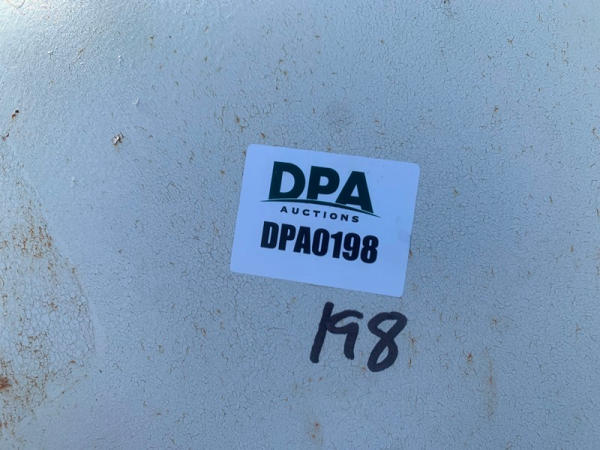 DPA
AUCTIONS
DPA0198
198